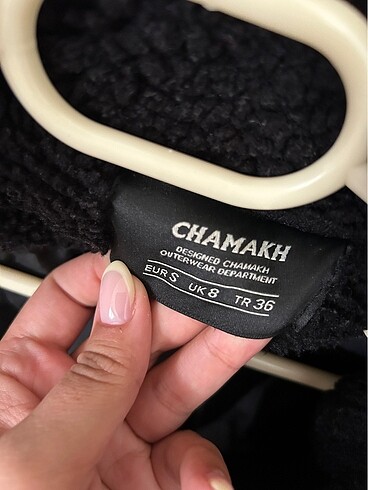 CHAMAKH
DESIGNED CHAMAKH
OUTERWEAR DEPARTMENT
EUR S UK 8 TR 36